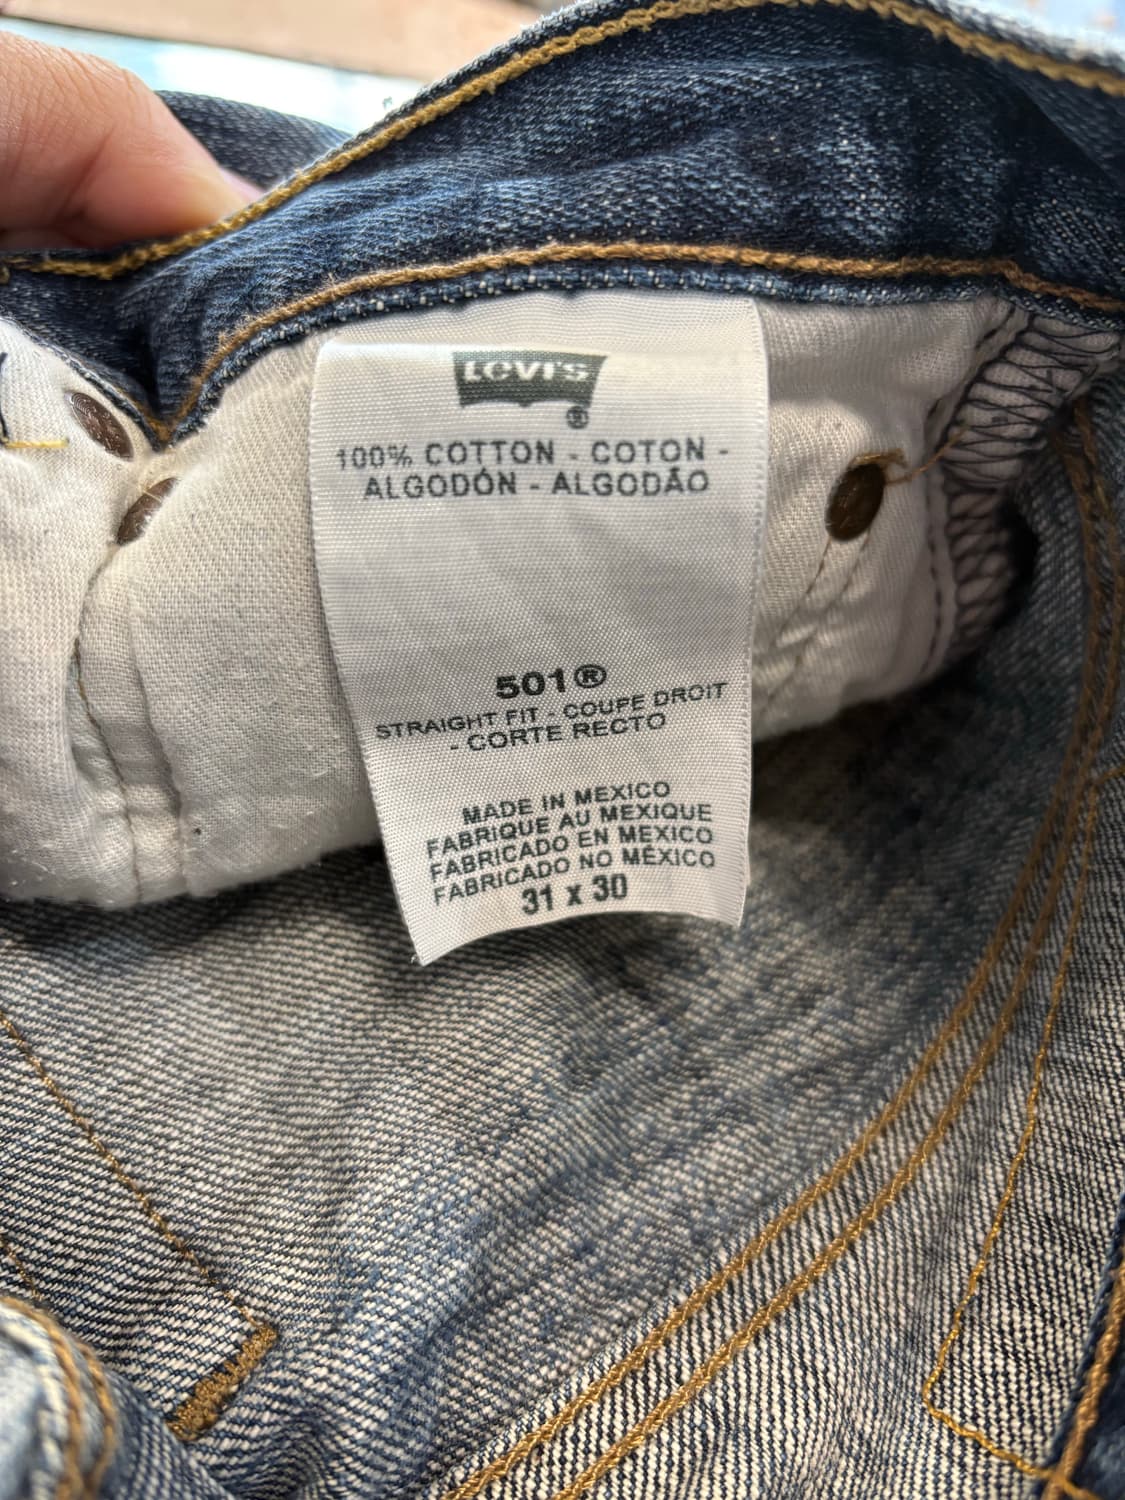 LEVI'S
®
100% COTTON - COTON -
ALGODÓN - ALGODÃO
501®
STRAIGHT FIT - COUPE DROIT
- CORTE RECTO
MADE IN MEXICO
FABRIQUE AU MEXIQUE
FABRICADO EN MEXICO
FABRICADO NO MÉXICO
31 x 30